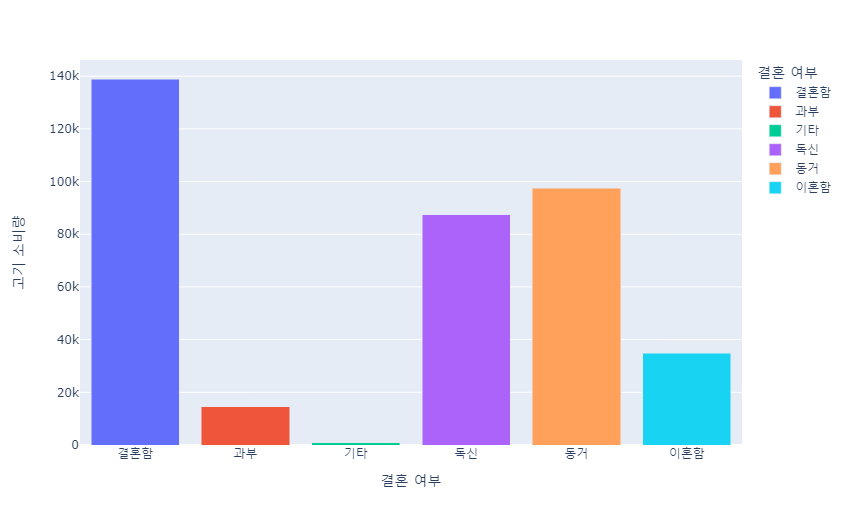 140k
120k
100k
80k
60k
40k
20k
0
고기 소비량
결혼함
과부
기타
독신
동거
이혼함
결혼 여부
결혼 여부
결혼함
과부
기타
독신
동거
이혼함